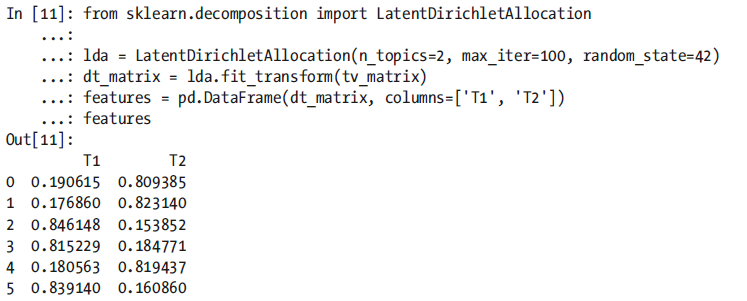 In [11]: from sklearn.decomposition import LatentDirichletAllocation
...:
...: lda = LatentDirichletAllocation(n_topics=2, max_iter=100, random_state=42)
...: dt_matrix = lda.fit_transform(tv_matrix)
...: features = pd.DataFrame(dt_matrix, columns=['T1', 'T2'])
...: features
Out[11]:
T1 T2
0 0.190615 0.809385
1 0.176860 0.823140
2 0.846148 0.153852
3 0.815229 0.184771
4 0.180563 0.819437
5 0.839140 0.160860